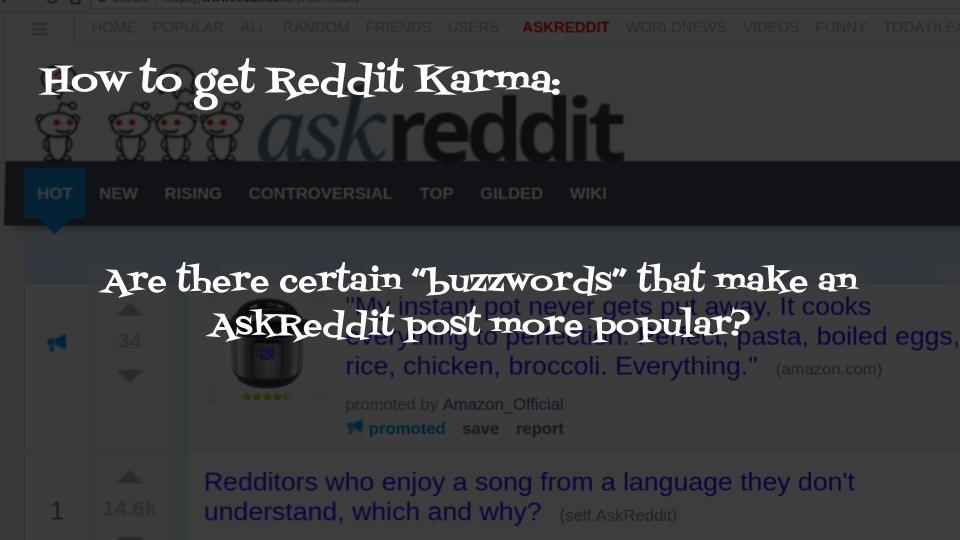 HOME POPULAR ALL RANDOM FRIENDS USERS ASKREDDIT WORLDNEWS VIDEOS FUNNY
How to get Reddit Karma:
askreddit
HOT NEW RISING CONTROVERSIAL TOP GILDED WIKI
Are there certain “buzzwords” that make an
AskReddit post more popular?
"My instant pot never gets put away. It cooks
everything to perfection. Perfect, pasta, boiled eggs,
rice, chicken, broccoli. Everything." (amazon.com)
34
promoted by Amazon_Official
promoted save report
Redditors who enjoy a song from a language they don't
understand, which and why? (self.AskReddit)
1
14.6k